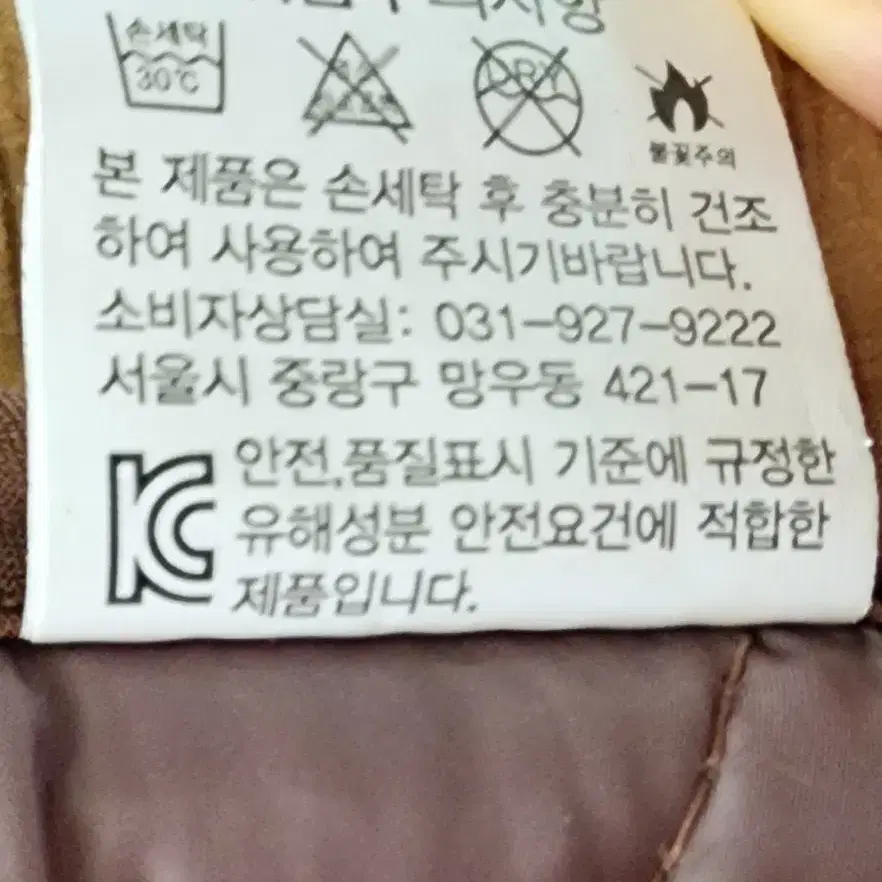 손세탁
30℃
DRY
불꽃주의
본 제품은 손세탁 후 충분히 건조
하여 사용하여 주시기바랍니다.
소비자상담실: 031-927-9222
서울시 중랑구 망우동 421-17
안전.품질표시 기준에 규정한
유해성분 안전요건에 적합한
제품입니다.